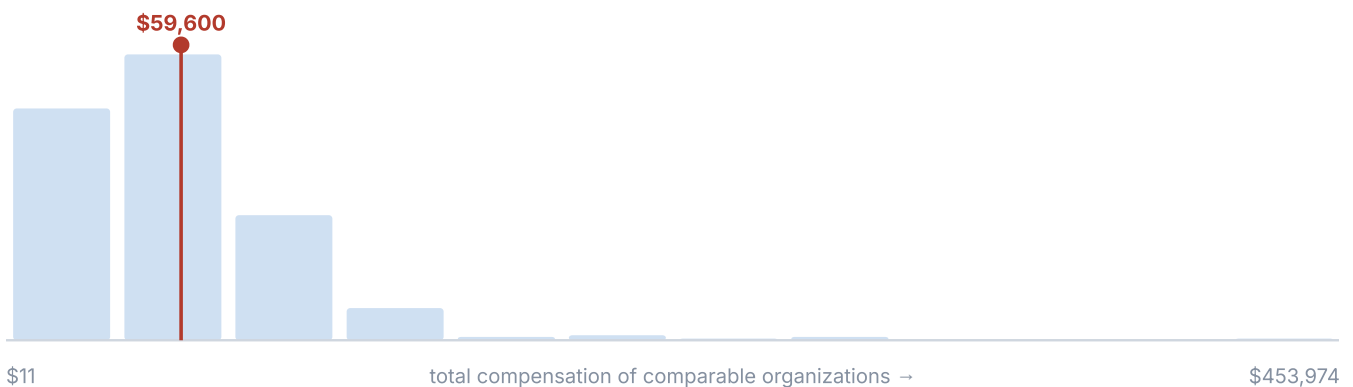 $59,600
$11 total compensation of comparable organizations → $453,974